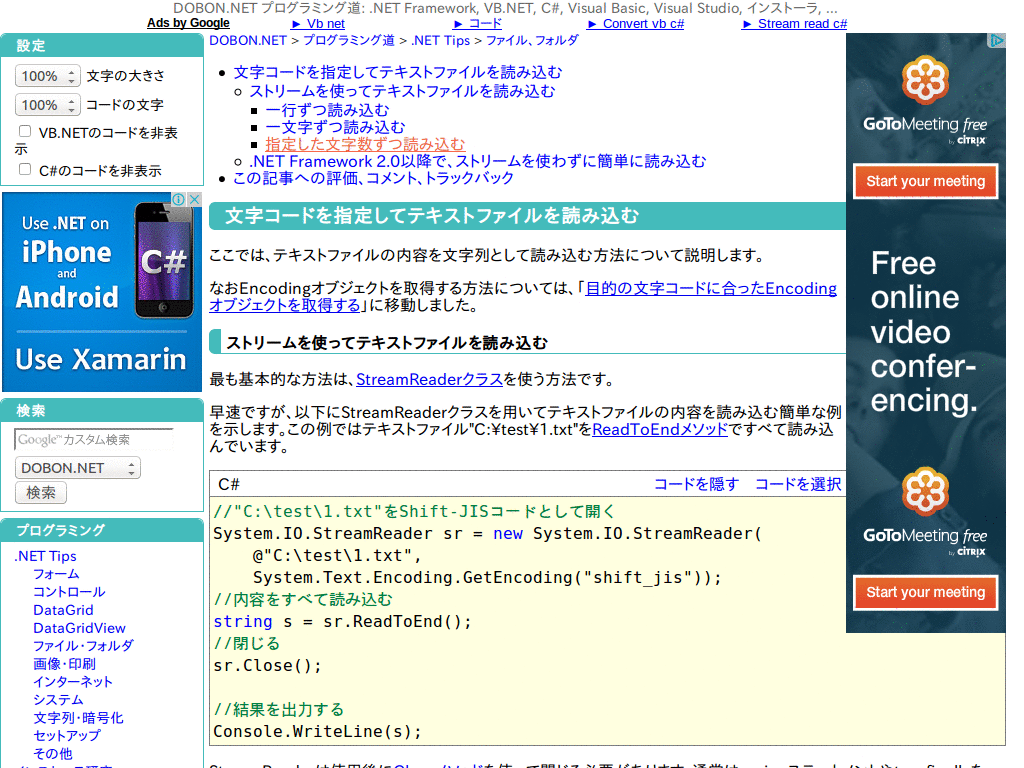 DOBON.NET プログラミング道: .NET Framework, VB.NET, C#, Visual Basic, Visual Studio, インストーラ, ...
Ads by Google
► Vb net
► コード
► Convert vb c#
► Stream read c#
設定
100% 文字の大きさ
100% コードの文字
VB.NETのコードを非表
示
C#のコードを非表示
Use .NET on
iPhone
and
Android
C#
Use Xamarin
検索
Google™カスタム検索
DOBON.NET
検索
プログラミング
.NET Tips
フォーム
コントロール
DataGrid
DataGridView
ファイル・フォルダ
画像・印刷
インターネット
システム
文字列・暗号化
セットアップ
その他
DOBON.NET > プログラミング道 > .NET Tips > ファイル、フォルダ
文字コードを指定してテキストファイルを読み込む
ストリームを使ってテキストファイルを読み込む
一行ずつ読み込む
一文字ずつ読み込む
指定した文字数ずつ読み込む
.NET Framework 2.0以降で、ストリームを使わずに簡単に読み込む
この記事への評価、コメント、トラックバック
文字コードを指定してテキストファイルを読み込む
ここでは、テキストファイルの内容を文字列として読み込む方法について説明します。
なおEncodingオブジェクトを取得する方法については、「目的の文字コードに合ったEncoding
オブジェクトを取得する」に移動しました。
ストリームを使ってテキストファイルを読み込む
最も基本的な方法は、StreamReaderクラスを使う方法です。
早速ですが、以下にStreamReaderクラスを用いてテキストファイルの内容を読み込む簡単な例
を示します。この例ではテキストファイル"C:¥test¥1.txt"をReadToEndメソッドですべて読み込
んでいます。
C# コードを隠す コードを選択
//"C:\test\1.txt"をShift-JISコードとして開く
System.IO.StreamReader sr = new System.IO.StreamReader(
    @"C:\test\1.txt",
    System.Text.Encoding.GetEncoding("shift_jis"));
//内容をすべて読み込む
string s = sr.ReadToEnd();
//閉じる
sr.Close();
//結果を出力する
Console.WriteLine(s);
GoToMeeting free
by CITRIX
Start your meeting
Free
online
video
confer-
encing.
GoToMeeting free
by CITRIX
Start your meeting